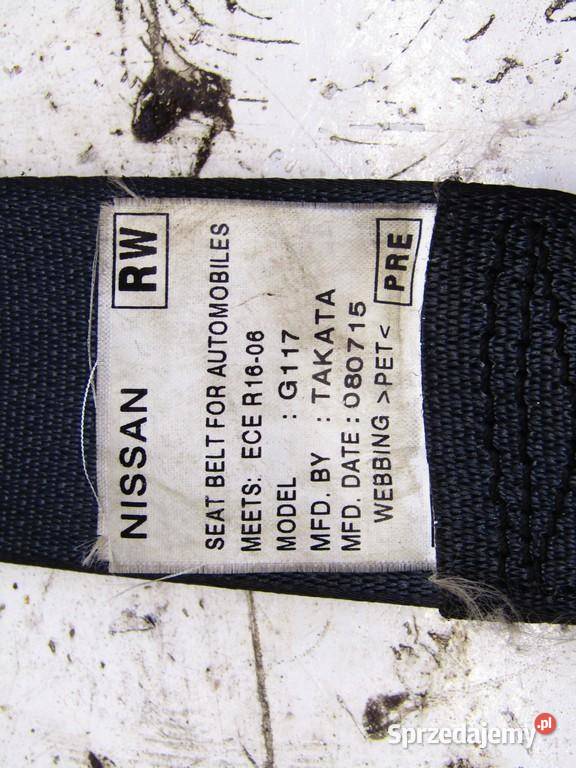 NISSAN RW
SEAT BELT FOR AUTOMOBILES
MEETS: ECE R16-06
MODEL : G117
MFD. BY : TAKATA
MFD. DATE : 080715
WEBBING >PET< PRE
Sprzedajemy.pl